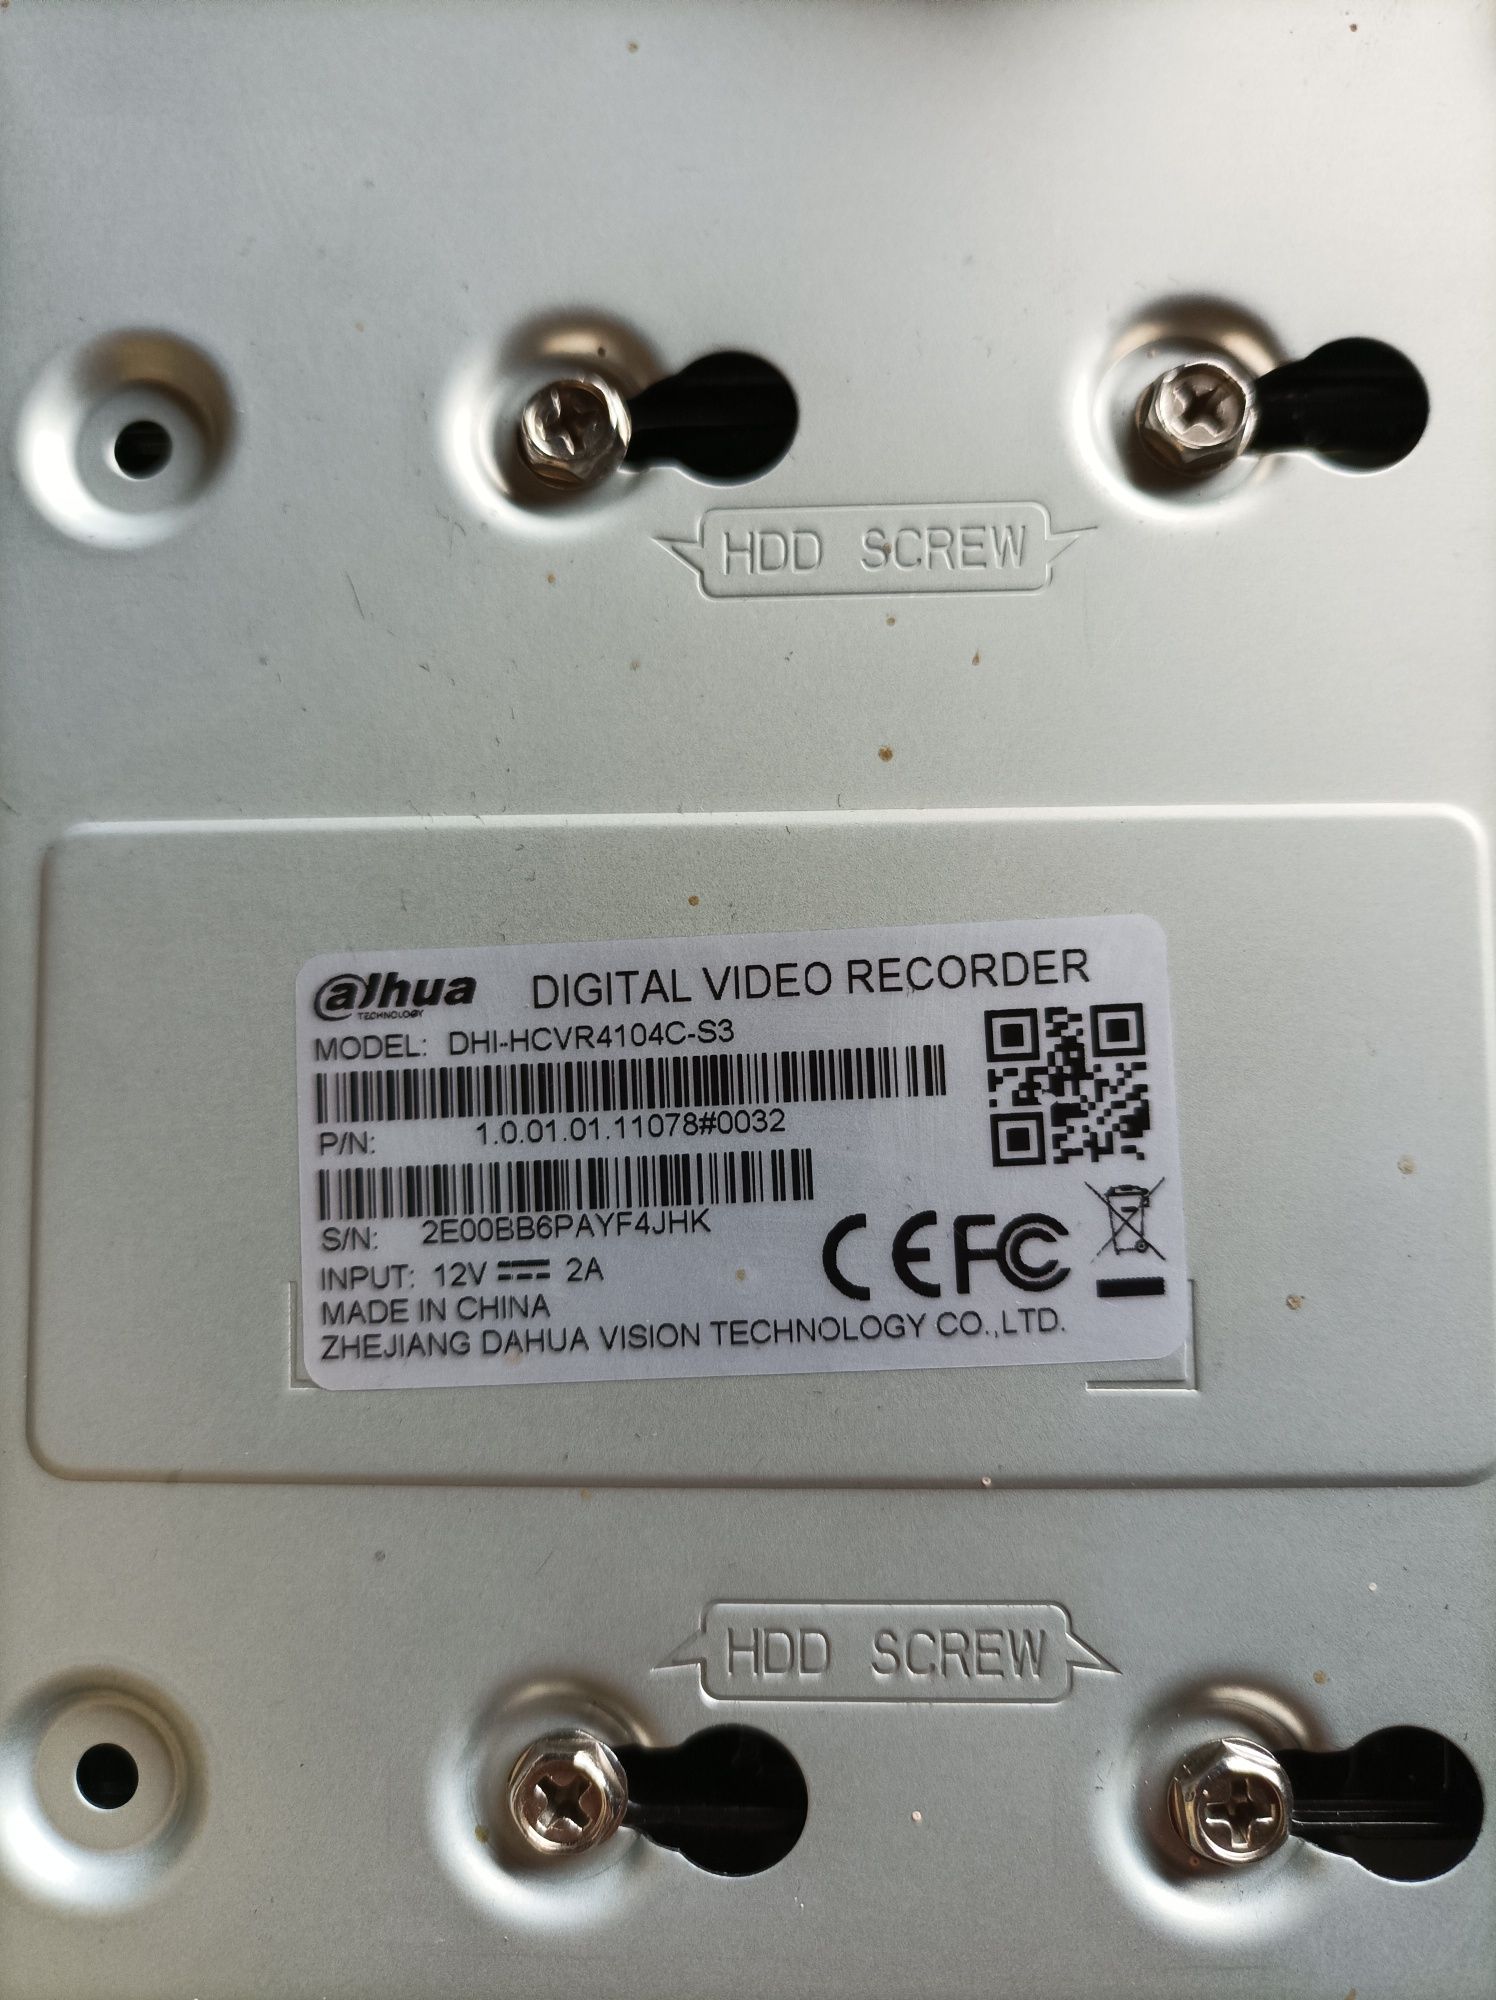 HDD SCREW
alhua DIGITAL VIDEO RECORDER
TECHNOLOGY
MODEL: DHI-HCVR4104C-S3
P/N: 1.0.01.01.11078#0032
S/N: 2E00BB6PAYF4JHK
INPUT: 12V ⎓ 2A
CE FC
MADE IN CHINA
ZHEJIANG DAHUA VISION TECHNOLOGY CO.,LTD.
HDD SCREW